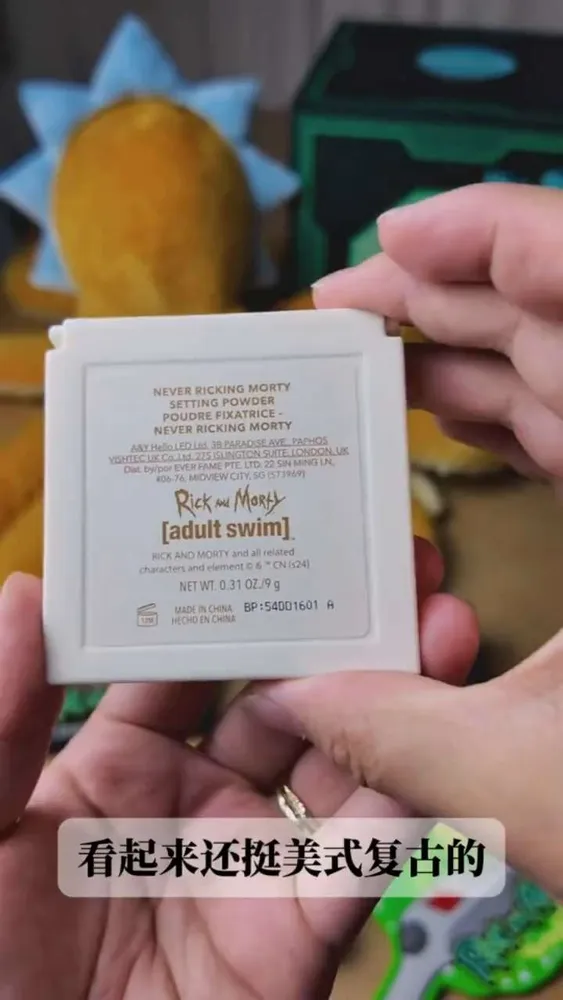 NEVER RICKING MORTY
SETTING POWDER
POUDRE FIXATRICE -
NEVER RICKING MORTY
A&Y Hello LED Ltd. 3B PARADISE AVE., PAPHOS
VISHTEC UK Co., Ltd. 275 ISLINGTON SUITE, LONDON, UK
Dist. by/por EVER FAME PTE. LTD. 22 SIN MING LN,
#06-76, MIDVIEW CITY, SG (573969)
Rick and Morty
[adult swim]
RICK AND MORTY and all related
characters and element © & ™ CN (s24)
NET WT. 0.31 OZ./9 g
12M
MADE IN CHINA
HECHO EN CHINA
BP:54DD1601 A
看起来还挺美式复古的